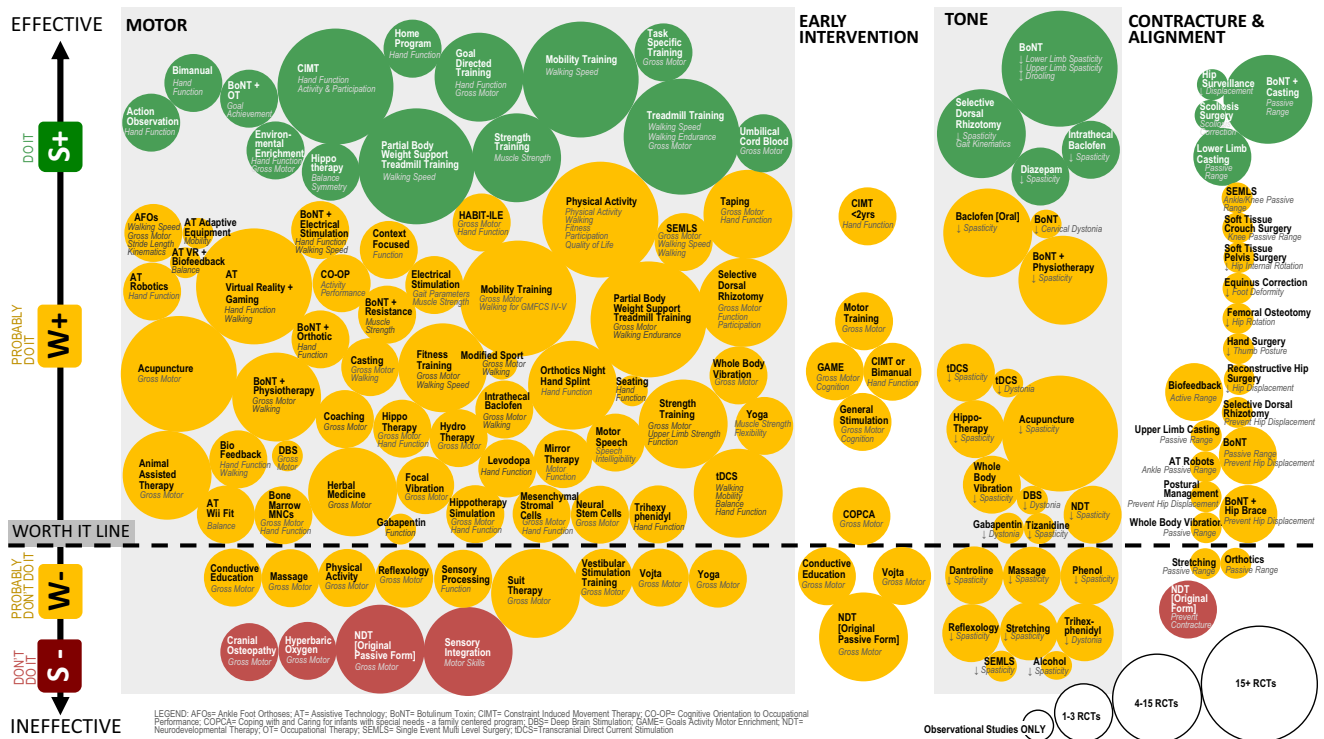 EFFECTIVE
DO IT
S+
PROBABLY
DO IT
W+
WORTH IT LINE
PROBABLY
DON'T DO IT
W-
DON'T
DO IT
S -
INEFFECTIVE
MOTOR
Home
Program
Hand Function
Task
Specific
Training
Gross Motor
Goal
Directed
Training
Hand Function
Gross Motor
Mobility Training
Walking Speed
CIMT
Hand Function
Activity & Participation
Bimanual
Hand
Function
BoNT +
OT
Goal
Achievement
Action
Observation
Hand Function
Environ-
mental
Enrichment
Hand Function
Gross Motor
Hippo
therapy
Balance
Symmetry
Partial Body
Weight Support
Treadmill Training
Walking Speed
Strength
Training
Muscle Strength
Treadmill Training
Walking Speed
Walking Endurance
Gross Motor
Umbilical
Cord Blood
Gross Motor
AFOs
Walking Speed
Gross Motor
Stride Length
Kinematics
AT Adaptive
Equipment
Mobility
AT VR +
Biofeedback
Balance
BoNT +
Electrical
Stimulation
Hand Function
Walking Speed
Context
Focused
Function
HABIT-ILE
Gross Motor
Hand Function
Physical Activity
Physical Activity
Walking
Fitness
Participation
Quality of Life
SEMLS
Gross Motor
Walking Speed
Walking
Taping
Gross Motor
Hand Function
AT
Robotics
Hand Function
AT
Virtual Reality +
Gaming
Hand Function
Walking
CO-OP
Activity
Performance
BoNT +
Resistance
Muscle
Strength
Electrical
Stimulation
Gait Parameters
Muscle Strength
Mobility Training
Gross Motor
Walking for GMFCS IV-V
Partial Body
Weight Support
Treadmill Training
Gross Motor
Walking Endurance
Selective
Dorsal
Rhizotomy
Gross Motor
Function
Participation
BoNT +
Orthotic
Hand
Function
Acupuncture
Gross Motor
BoNT +
Physiotherapy
Gross Motor
Walking
Casting
Gross Motor
Walking
Fitness
Training
Gross Motor
Walking Speed
Modified Sport
Gross Motor
Walking
Orthotics Night
Hand Splint
Hand Function
Seating
Hand
Function
Whole Body
Vibration
Gross Motor
Coaching
Gross Motor
Hippo
Therapy
Gross Motor
Hand Function
Intrathecal
Baclofen
Gross Motor
Walking
Hydro
Therapy
Gross Motor
Strength
Training
Gross Motor
Upper Limb Strength
Function
Yoga
Muscle Strength
Flexibility
Animal
Assisted
Therapy
Gross Motor
Bio
Feedback
Hand Function
Walking
DBS
Gross
Motor
Herbal
Medicine
Gross Motor
Focal
Vibration
Gross Motor
Levodopa
Hand Function
Mirror
Therapy
Motor
Function
Motor
Speech
Speech
Intelligibility
tDCS
Walking
Mobility
Balance
Hand Function
AT
Wii Fit
Balance
Bone
Marrow
MNCs
Gross Motor
Hand Function
Gabapentin
Function
Hippotherapy
Simulation
Gross Motor
Hand Function
Mesenchymal
Stromal
Cells
Gross Motor
Hand Function
Neural
Stem Cells
Gross Motor
Trihexy
phenidyl
Hand Function
Conductive
Education
Gross Motor
Massage
Gross Motor
Physical
Activity
Gross Motor
Reflexology
Gross Motor
Sensory
Processing
Function
Suit
Therapy
Gross Motor
Vestibular
Stimulation
Training
Gross Motor
Vojta
Gross Motor
Yoga
Gross Motor
Cranial
Osteopathy
Gross Motor
Hyperbaric
Oxygen
Gross Motor
NDT
[Original
Passive Form]
Gross Motor
Sensory
Integration
Motor Skills
EARLY
INTERVENTION
CIMT
<2yrs
Hand Function
Motor
Training
Gross Motor
GAME
Gross Motor
Cognition
CIMT or
Bimanual
Hand Function
General
Stimulation
Gross Motor
Cognition
COPCA
Gross Motor
Conductive
Education
Gross Motor
Vojta
Gross Motor
NDT
[Original
Passive Form]
Gross Motor
TONE
BoNT
↓ Lower Limb Spasticity
↓ Upper Limb Spasticity
↓ Drooling
Selective
Dorsal
Rhizotomy
↓ Spasticity
Gait Kinematics
Intrathecal
Baclofen
↓ Spasticity
Diazepam
↓ Spasticity
Baclofen [Oral]
↓ Spasticity
BoNT
↓ Cervical Dystonia
BoNT +
Physiotherapy
↓ Spasticity
tDCS
↓ Spasticity
tDCS
↓ Dystonia
Hippo-
Therapy
↓ Spasticity
Acupuncture
↓ Spasticity
Whole
Body
Vibration
↓ Spasticity
DBS
↓ Dystonia
NDT
↓ Spasticity
Gabapentin
↓ Dystonia
Tizanidine
↓ Spasticity
Dantroline
↓ Spasticity
Massage
↓ Spasticity
Phenol
↓ Spasticity
Reflexology
↓ Spasticity
Stretching
↓ Spasticity
Trihex-
phenidyl
↓ Dystonia
SEMLS
↓ Spasticity
Alcohol
↓ Spasticity
CONTRACTURE &
ALIGNMENT
Hip
Surveillance
↓ Displacement
Scoliosis
Surgery
Scoliosis
Correction
BoNT +
Casting
Passive
Range
Lower Limb
Casting
Passive
Range
SEMLS
Ankle/Knee Passive
Range
Soft Tissue
Crouch Surgery
Knee Passive Range
Soft Tissue
Pelvis Surgery
↓ Hip Internal Rotation
Equinus Correction
↓ Foot Deformity
Femoral Osteotomy
↓ Hip Rotation
Hand Surgery
↓ Thumb Posture
Reconstructive Hip
Surgery
↓ Hip Displacement
Biofeedback
Active Range
Selective Dorsal
Rhizotomy
Prevent Hip Displacement
Upper Limb Casting
Passive Range
BoNT
Passive Range
Prevent Hip Displacement
AT Robots
Ankle Passive Range
Postural
Management
Prevent Hip Displacement
BoNT +
Hip Brace
Prevent Hip Displacement
Whole Body Vibration
Passive Range
Stretching
Passive Range
Orthotics
Passive Range
NDT
[Original
Form]
Prevent
Contracture
Observational Studies ONLY
1-3 RCTs
4-15 RCTs
15+ RCTs
LEGEND: AFOs= Ankle Foot Orthoses; AT= Assistive Technology; BoNT= Botulinum Toxin; CIMT= Constraint Induced Movement Therapy; CO-OP= Cognitive Orientation to Occupational
Performance; COPCA= Coping with and Caring for infants with special needs - a family centered program; DBS= Deep Brain Stimulation; GAME= Goals Activity Motor Enrichment; NDT=
Neurodevelopmental Therapy; OT= Occupational Therapy; SEMLS= Single Event Multi Level Surgery; tDCS=Transcranial Direct Current Stimulation